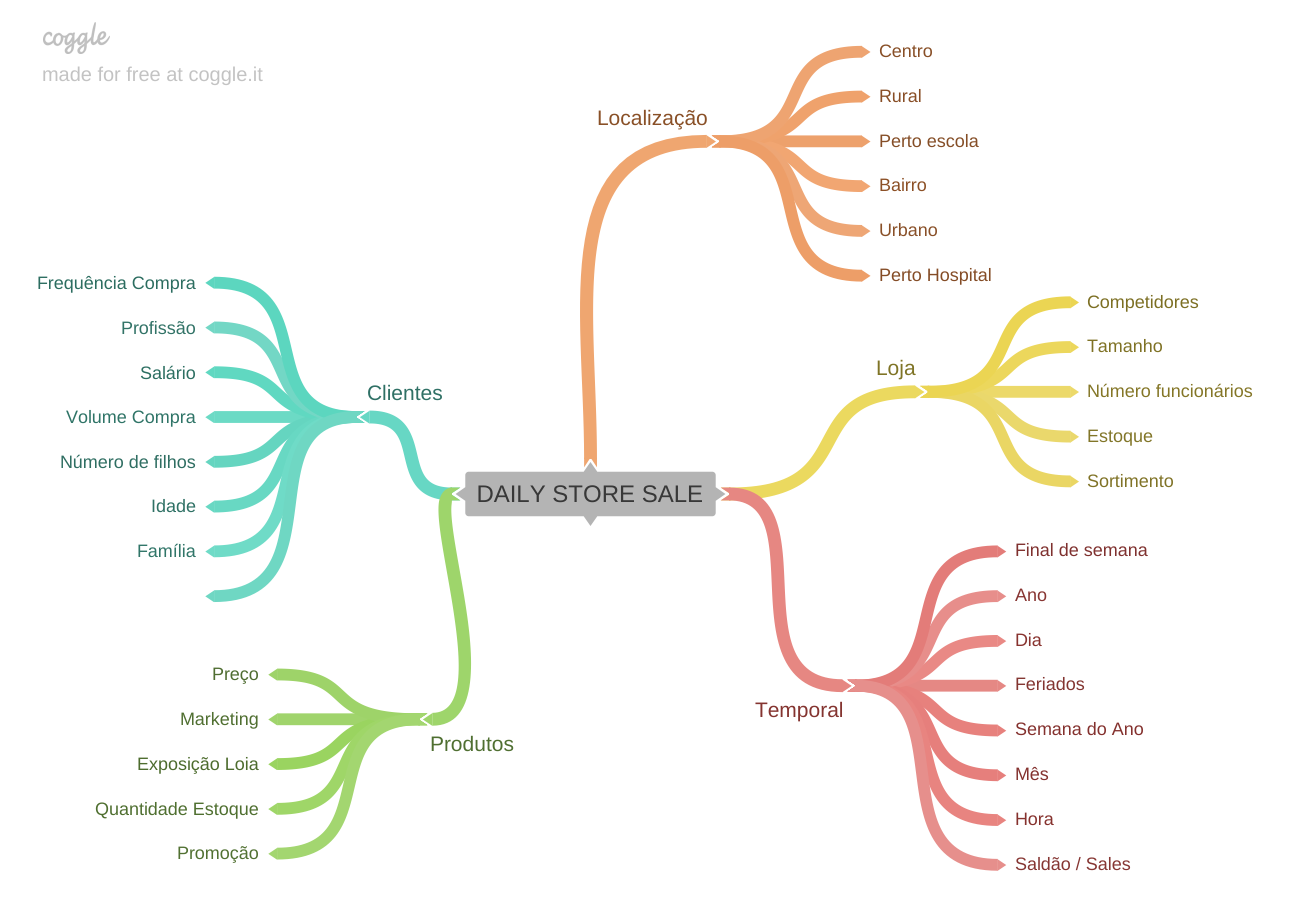 coggle
made for free at coggle.it
Localização
Centro
Rural
Perto escola
Bairro
Urbano
Perto Hospital
Loja
Competidores
Tamanho
Número funcionários
Estoque
Sortimento
Clientes
Frequência Compra
Profissão
Salário
Volume Compra
Número de filhos
Idade
Família
DAILY STORE SALE
Temporal
Final de semana
Ano
Dia
Feriados
Semana do Ano
Mês
Hora
Saldão / Sales
Produtos
Preço
Marketing
Exposição Loia
Quantidade Estoque
Promoção